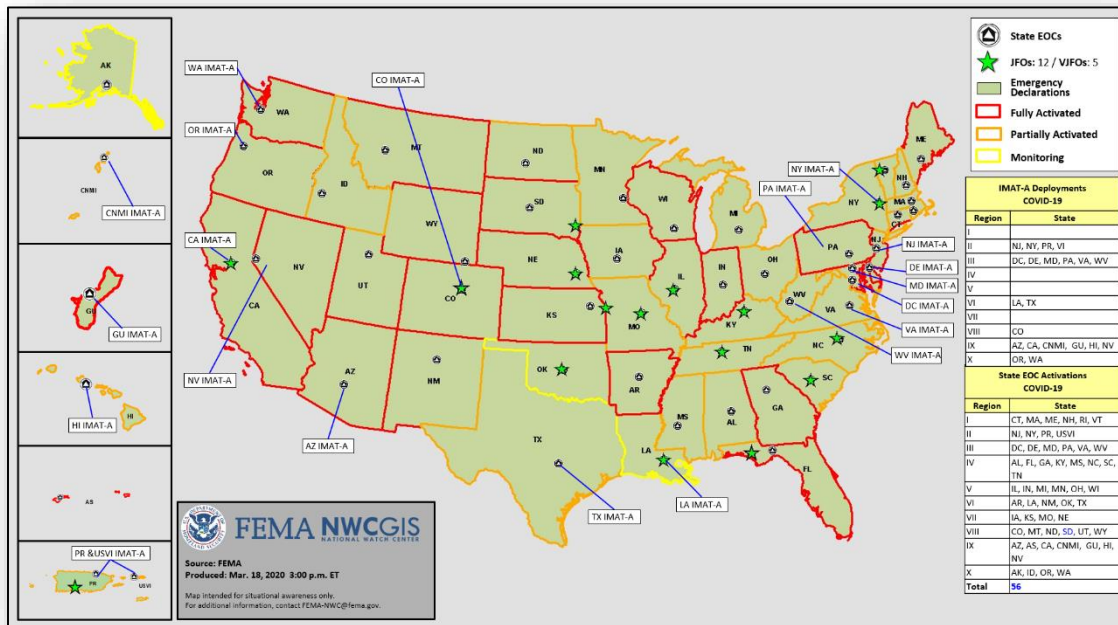 AK
CNMI
CNMI IMAT-A
GU
GU IMAT-A
HI
HI IMAT-A
AS
PR & USVI IMAT-A
PR
USVI
WA IMAT-A
OR IMAT-A
CO IMAT-A
CA IMAT-A
NV IMAT-A
AZ IMAT-A
TX IMAT-A
LA IMAT-A
WV IMAT-A
VA IMAT-A
DC IMAT-A
MD IMAT-A
DE IMAT-A
NJ IMAT-A
PA IMAT-A
NY IMAT-A
WA
OR
CA
NV
ID
MT
WY
UT
AZ
CO
NM
ND
SD
NE
KS
OK
TX
MN
IA
MO
AR
LA
WI
IL
MI
IN
OH
KY
TN
MS
AL
GA
FL
SC
NC
VA
WV
PA
NY
NJ
CT
MA
NH
ME
FEMA NWCGIS
NATIONAL WATCH CENTER
Source: FEMA
Produced: Mar. 18, 2020 3:00 p.m. ET
Map intended for situational awareness only.
For additional information, contact FEMA-NWC@fema.gov.
State EOCs
JFOs: 12 / VJFOs: 5
Emergency
Declarations
Fully Activated
Partially Activated
Monitoring
IMAT-A Deployments
COVID-19
Region State
I
II NJ, NY, PR, VI
III DC, DE, MD, PA, VA, WV
IV
V
VI LA, TX
VII
VIII CO
IX AZ, CA, CNMI, GU, HI, NV
X OR, WA
State EOC Activations
COVID-19
Region State
I CT, MA, ME, NH, RI, VT
II NJ, NY, PR, USVI
III DC, DE, MD, PA, VA, WV
IV AL, FL, GA, KY, MS, NC, SC,
TN
V IL, IN, MI, MN, OH, WI
VI AR, LA, NM, OK, TX
VII IA, KS, MO, NE
VIII CO, MT, ND, SD, UT, WY
IX AZ, AS, CA, CNMI, GU, HI,
NV
X AK, ID, OR, WA
Total 56